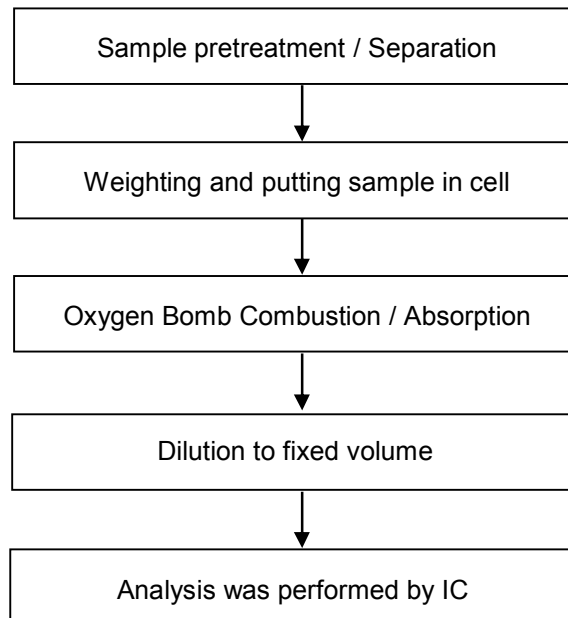 Sample pretreatment / Separation
Weighting and putting sample in cell
Oxygen Bomb Combustion / Absorption
Dilution to fixed volume
Analysis was performed by IC